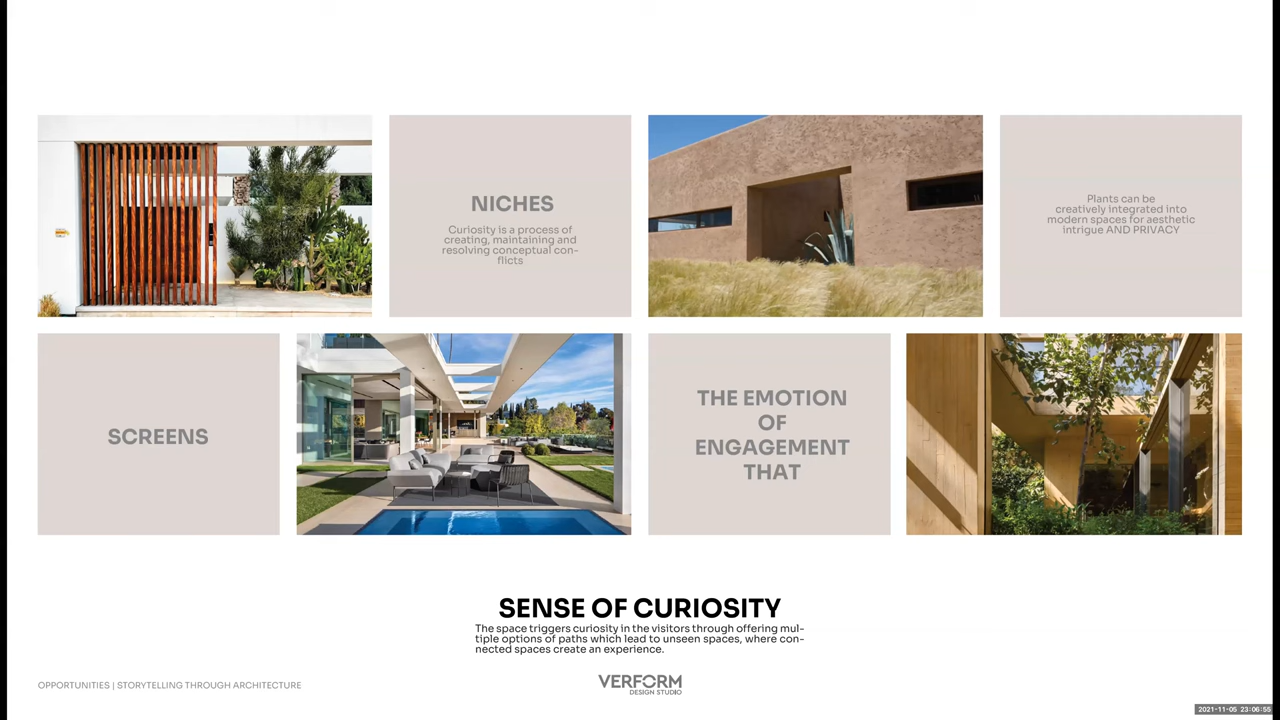 NICHES
Curiosity is a process of
creating, maintaining and
resolving conceptual con-
flicts
Plants can be
creatively integrated into
modern spaces for aesthetic
intrigue AND PRIVACY
SCREENS
THE EMOTION
OF
ENGAGEMENT
THAT
SENSE OF CURIOSITY
The space triggers curiosity in the visitors through offering mul-
tiple options of paths which lead to unseen spaces, where con-
nected spaces create an experience.
OPPORTUNITIES | STORYTELLING THROUGH ARCHITECTURE
VERFORM
DESIGN STUDIO
2021-11-05 23:06:55